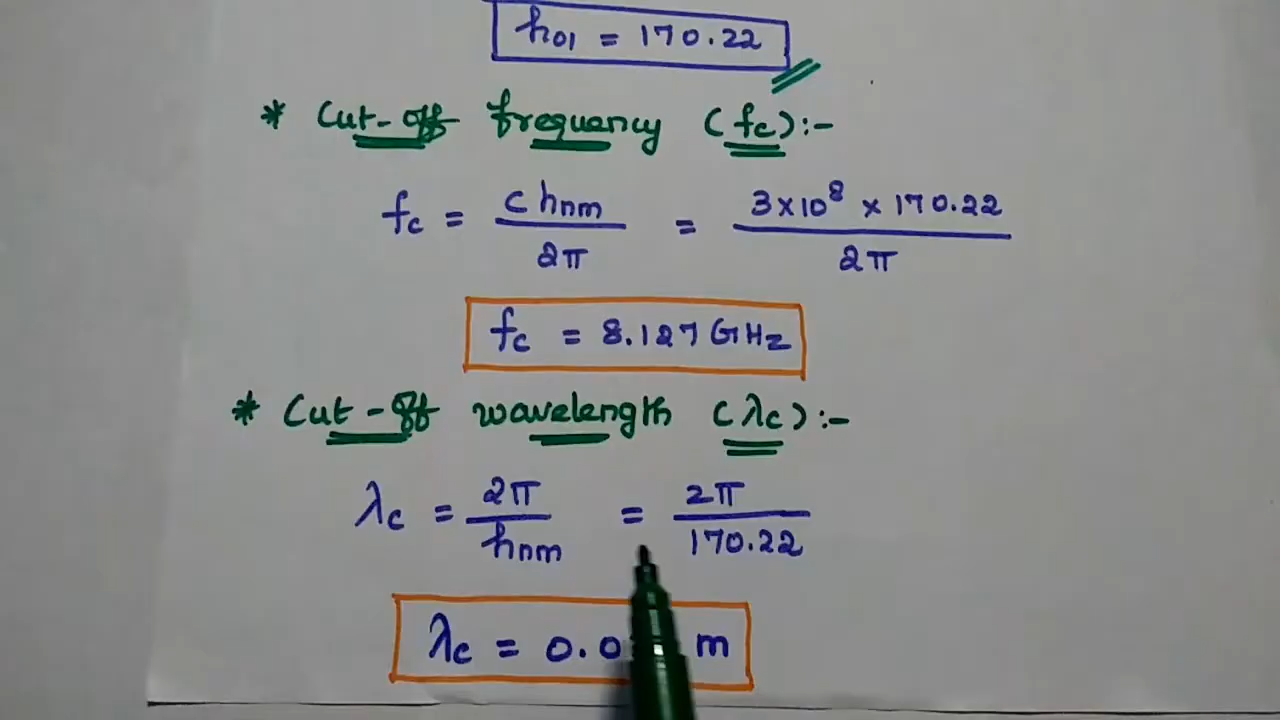 h01 = 170.22
* Cut-off frequency (fc):-
fc = c hnm / 2π = 3×10^8 × 170.22 / 2π
fc = 8.127 GHz
* Cut-off wavelength (λc):-
λc = 2π / hnm = 2π / 170.22
λc = 0.0 m